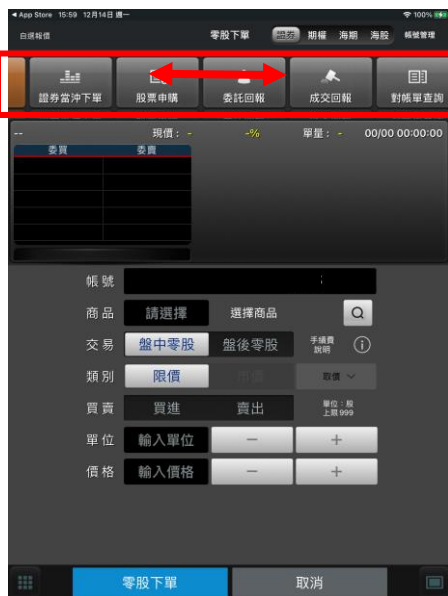 App Store 15:59 12月14日 週一 100%
自選報價 零股下單 證券 期權 海期 海股 帳號管理
證券當沖下單 股票申購 委託回報 成交回報 對帳單查詢
-- 現價： - -% 單量： - 00/00 00:00:00
委買 委賣
帳號
商品 請選擇 選擇商品
交易 盤中零股 盤後零股 手續費
說明
類別 限價 市價 取價
買賣 買進 賣出 單位：股
上限999
單位 輸入單位 － ＋
價格 輸入價格 － ＋
零股下單 取消